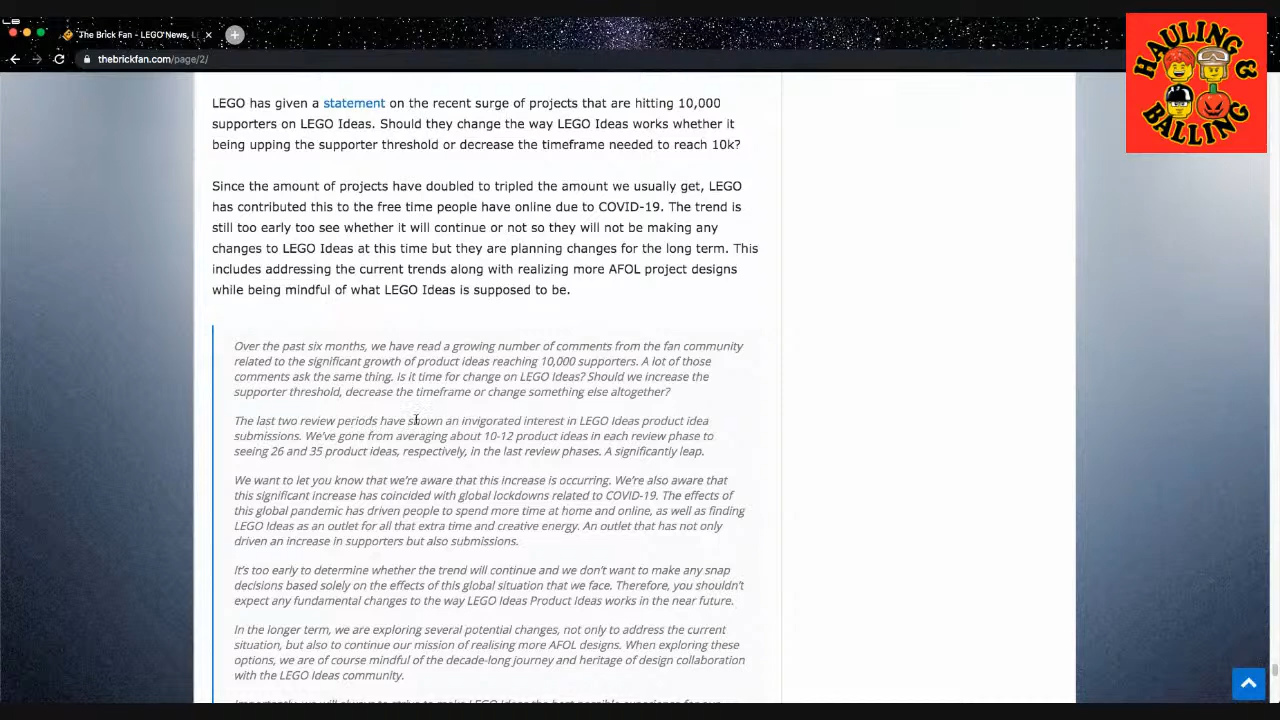 The Brick Fan - LEGO News, L
thebrickfan.com/page/2/
HAULING &
BALLING
LEGO has given a statement on the recent surge of projects that are hitting 10,000
supporters on LEGO Ideas. Should they change the way LEGO Ideas works whether it
being upping the supporter threshold or decrease the timeframe needed to reach 10k?
Since the amount of projects have doubled to tripled the amount we usually get, LEGO
has contributed this to the free time people have online due to COVID-19. The trend is
still too early too see whether it will continue or not so they will not be making any
changes to LEGO Ideas at this time but they are planning changes for the long term. This
includes addressing the current trends along with realizing more AFOL project designs
while being mindful of what LEGO Ideas is supposed to be.
Over the past six months, we have read a growing number of comments from the fan community
related to the significant growth of product ideas reaching 10,000 supporters. A lot of those
comments ask the same thing. Is it time for change on LEGO Ideas? Should we increase the
supporter threshold, decrease the timeframe or change something else altogether?
The last two review periods have shown an invigorated interest in LEGO Ideas product idea
submissions. We've gone from averaging about 10-12 product ideas in each review phase to
seeing 26 and 35 product ideas, respectively, in the last review phases. A significantly leap.
We want to let you know that we're aware that this increase is occurring. We're also aware that
this significant increase has coincided with global lockdowns related to COVID-19. The effects of
this global pandemic has driven people to spend more time at home and online, as well as finding
LEGO Ideas as an outlet for all that extra time and creative energy. An outlet that has not only
driven an increase in supporters but also submissions.
It's too early to determine whether the trend will continue and we don't want to make any snap
decisions based solely on the effects of this global situation that we face. Therefore, you shouldn't
expect any fundamental changes to the way LEGO Ideas Product Ideas works in the near future.
In the longer term, we are exploring several potential changes, not only to address the current
situation, but also to continue our mission of realising more AFOL designs. When exploring these
options, we are of course mindful of the decade-long journey and heritage of design collaboration
with the LEGO Ideas community.